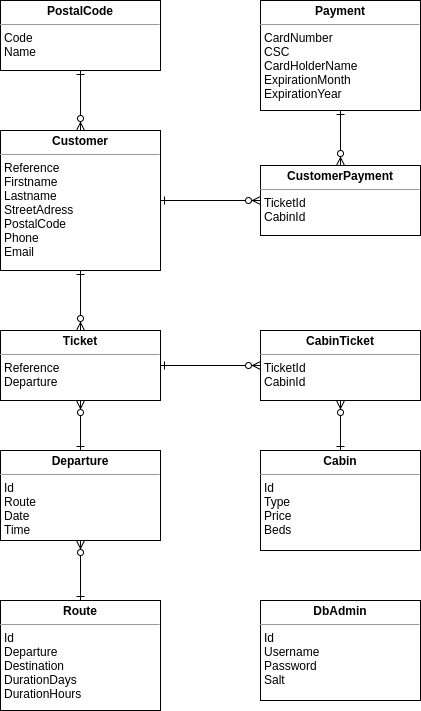 PostalCode
Code
Name
Payment
CardNumber
CSC
CardHolderName
ExpirationMonth
ExpirationYear
Customer
Reference
Firstname
Lastname
StreetAdress
PostalCode
Phone
Email
CustomerPayment
TicketId
CabinId
Ticket
Reference
Departure
CabinTicket
TicketId
CabinId
Departure
Id
Route
Date
Time
Cabin
Id
Type
Price
Beds
Route
Id
Departure
Destination
DurationDays
DurationHours
DbAdmin
Id
Username
Password
Salt